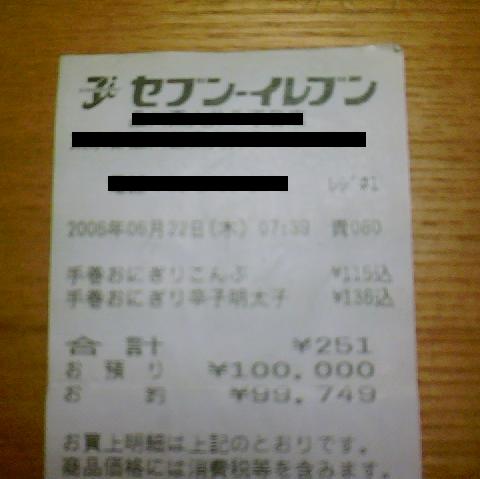 セブン-イレブン
レジ#1
2006年06月22日(木) 07:39 責080
手巻おにぎりこんぶ ¥115込
手巻おにぎり辛子明太子 ¥136込
合 計 ¥251
お 預 り ¥100,000
お 釣 ¥99,749
お買上明細は上記のとおりです。
商品価格には消費税等を含みます。